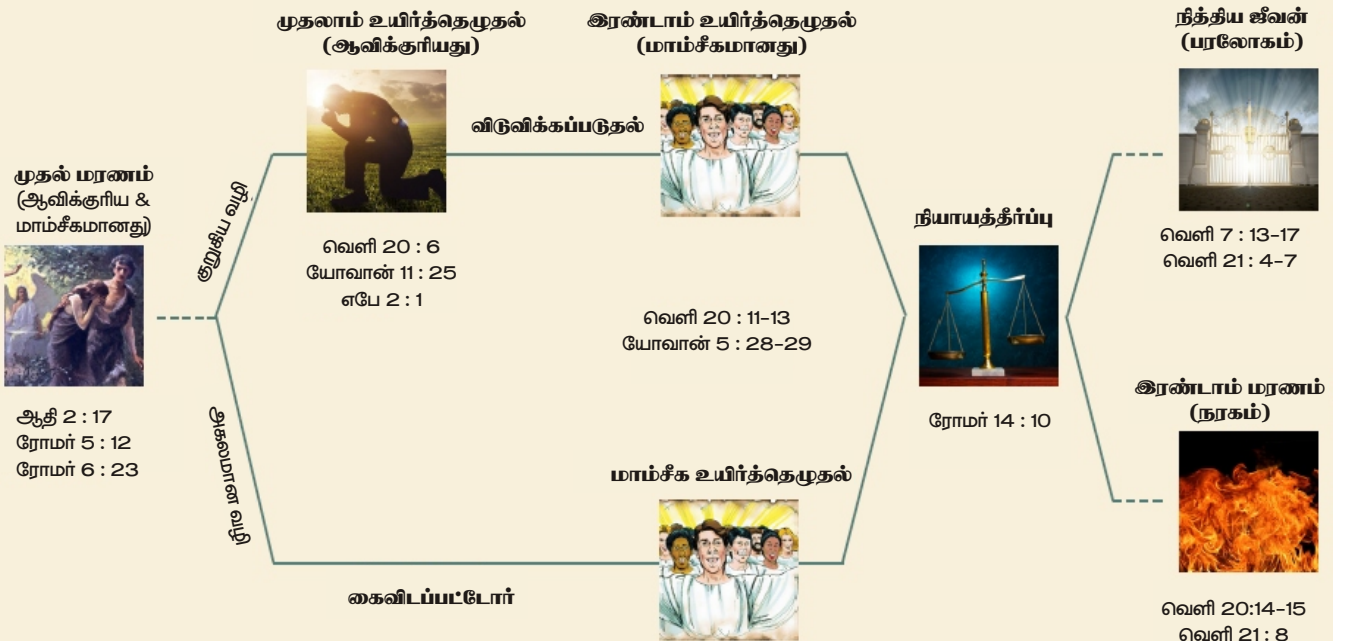 முதல் மரணம்
(ஆவிக்குரிய &
மாம்சீகமானது)
ஆதி 2 : 17
ரோமர் 5 : 12
ரோமர் 6 : 23
குறுகிய வழி
அகலமான வழி
முதலாம் உயிர்த்தெழுதல்
(ஆவிக்குரியது)
வெளி 20 : 6
யோவான் 11 : 25
எபே 2 : 1
விடுவிக்கப்படுதல்
இரண்டாம் உயிர்த்தெழுதல்
(மாம்சீகமானது)
வெளி 20 : 11-13
யோவான் 5 : 28-29
மாம்சீக உயிர்த்தெழுதல்
கைவிடப்பட்டோர்
நியாயத்தீர்ப்பு
ரோமர் 14 : 10
நித்திய ஜீவன்
(பரலோகம்)
வெளி 7 : 13-17
வெளி 21 : 4-7
இரண்டாம் மரணம்
(நரகம்)
வெளி 20:14-15
வெளி 21 : 8